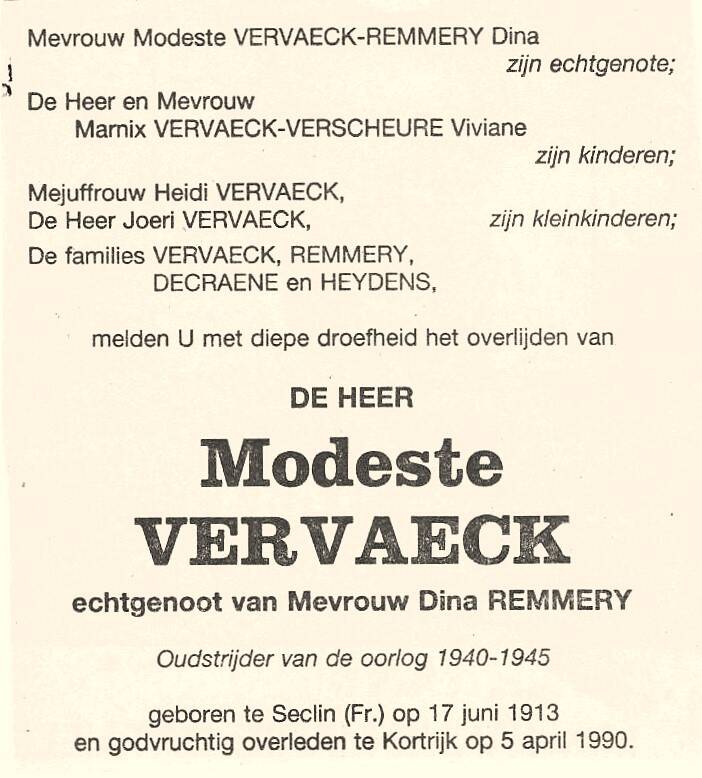 Mevrouw Modeste VERVAECK-REMMERY Dina
zijn echtgenote;
De Heer en Mevrouw
Marnix VERVAECK-VERSCHEURE Viviane
zijn kinderen;
Mejuffrouw Heidi VERVAECK,
De Heer Joeri VERVAECK, zijn kleinkinderen;
De families VERVAECK, REMMERY,
DECRAENE en HEYDENS,
melden U met diepe droefheid het overlijden van
DE HEER
Modeste
VERVAECK
echtgenoot van Mevrouw Dina REMMERY
Oudstrijder van de oorlog 1940-1945
geboren te Seclin (Fr.) op 17 juni 1913
en godvruchtig overleden te Kortrijk op 5 april 1990.